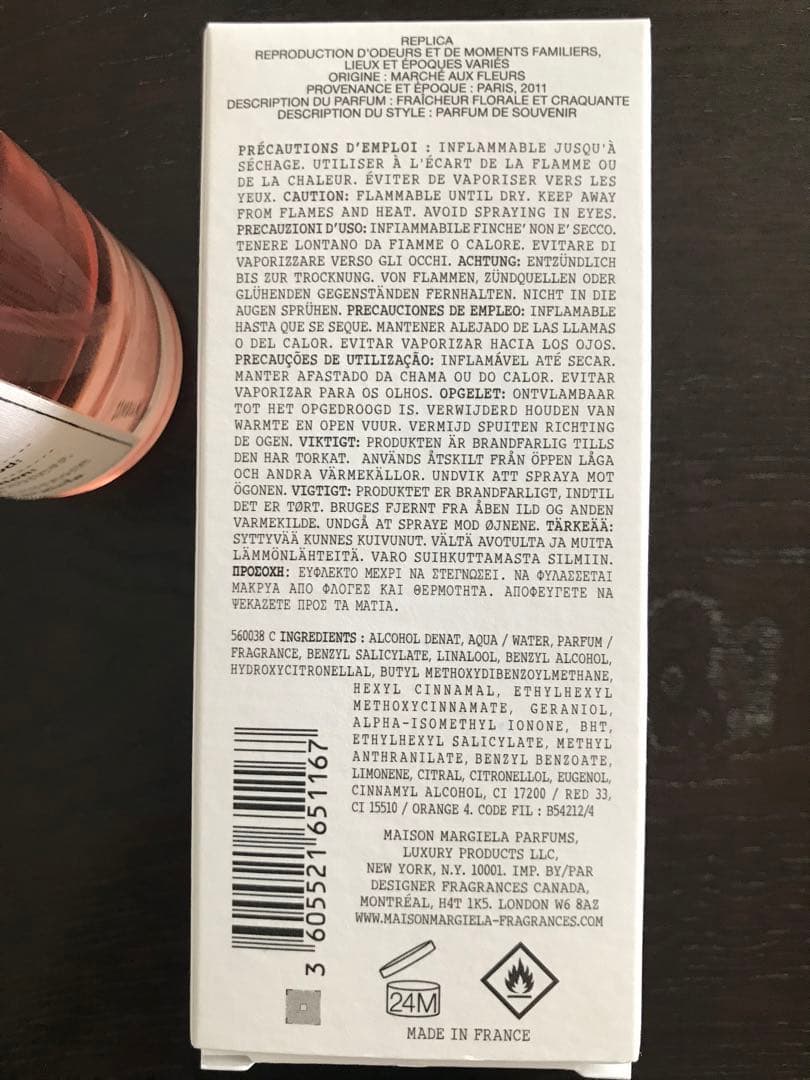 REPLICA
REPRODUCTION D'ODEURS ET DE MOMENTS FAMILIERS,
LIEUX ET ÉPOQUES VARIÉS
ORIGINE : MARCHÉ AUX FLEURS
PROVENANCE ET ÉPOQUE : PARIS, 2011
DESCRIPTION DU PARFUM : FRAÎCHEUR FLORALE ET CRAQUANTE
DESCRIPTION DU STYLE : PARFUM DE SOUVENIR
PRÉCAUTIONS D'EMPLOI : INFLAMMABLE JUSQU'À
SÉCHAGE. UTILISER À L'ÉCART DE LA FLAMME OU
DE LA CHALEUR. ÉVITER DE VAPORISER VERS LES
YEUX. CAUTION: FLAMMABLE UNTIL DRY. KEEP AWAY
FROM FLAMES AND HEAT. AVOID SPRAYING IN EYES.
PRECAUZIONI D'USO: INFIAMMABILE FINCHE' NON E' SECCO.
TENERE LONTANO DA FIAMME O CALORE. EVITARE DI
VAPORIZZARE VERSO GLI OCCHI. ACHTUNG: ENTZÜNDLICH
BIS ZUR TROCKNUNG. VON FLAMMEN, ZÜNDQUELLEN ODER
GLÜHENDEN GEGENSTÄNDEN FERNHALTEN. NICHT IN DIE
AUGEN SPRÜHEN. PRECAUCIONES DE EMPLEO: INFLAMABLE
HASTA QUE SE SEQUE. MANTENER ALEJADO DE LAS LLAMAS
O DEL CALOR. EVITAR VAPORIZAR HACIA LOS OJOS.
PRECAUÇÕES DE UTILIZAÇÃO: INFLAMÁVEL ATÉ SECAR.
MANTER AFASTADO DA CHAMA OU DO CALOR. EVITAR
VAPORIZAR PARA OS OLHOS. OPGELET: ONTVLAMBAAR
TOT HET OPGEDROOGD IS. VERWIJDERD HOUDEN VAN
WARMTE EN OPEN VUUR. VERMIJD SPUITEN RICHTING
DE OGEN. VIKTIGT: PRODUKTEN ÄR BRANDFARLIG TILLS
DEN HAR TORKAT. ANVÄNDS ÅTSKILT FRÅN ÖPPEN LÅGA
OCH ANDRA VÄRMEKÄLLOR. UNDVIK ATT SPRAYA MOT
ÖGONEN. VIGTIGT: PRODUKTET ER BRANDFARLIGT, INDTIL
DET ER TØRT. BRUGES FJERNT FRA ÅBEN ILD OG ANDEN
VARMEKILDE. UNDGÅ AT SPRAYE MOD ØJNENE. TÄRKEÄÄ:
SYTTYVÄÄ KUNNES KUIVUNUT. VÄLTÄ AVOTULTA JA MUITA
LÄMMÖNLÄHTEITÄ. VARO SUIHKUTTAMASTA SILMIIN.
ΠΡΟΣΟΧΗ: ΕΥΦΛΕΚΤΟ ΜΕΧΡΙ ΝΑ ΣΤΕΓΝΩΣΕΙ. ΝΑ ΦΥΛΑΣΣΕΤΑΙ
ΜΑΚΡΥΑ ΑΠΟ ΦΛΟΓΕΣ ΚΑΙ ΘΕΡΜΟΤΗΤΑ. ΑΠΟΦΕΥΓΕΤΕ ΝΑ
ΨΕΚΑΖΕΤΕ ΠΡΟΣ ΤΑ ΜΑΤΙΑ.
560038 C INGREDIENTS : ALCOHOL DENAT, AQUA / WATER, PARFUM /
FRAGRANCE, BENZYL SALICYLATE, LINALOOL, BENZYL ALCOHOL,
HYDROXYCITRONELLAL, BUTYL METHOXYDIBENZOYLMETHANE,
HEXYL CINNAMAL, ETHYLHEXYL
METHOXYCINNAMATE, GERANIOL,
ALPHA-ISOMETHYL IONONE, BHT,
ETHYLHEXYL SALICYLATE, METHYL
ANTHRANILATE, BENZYL BENZOATE,
LIMONENE, CITRAL, CITRONELLOL, EUGENOL,
CINNAMYL ALCOHOL, CI 17200 / RED 33,
CI 15510 / ORANGE 4. CODE FIL : B54212/4
MAISON MARGIELA PARFUMS,
LUXURY PRODUCTS LLC,
NEW YORK, N.Y. 10001. IMP. BY/PAR
DESIGNER FRAGRANCES CANADA,
MONTRÉAL, H4T 1K5. LONDON W6 8AZ
WWW.MAISONMARGIELA-FRAGRANCES.COM
3 605521 651167
24M
MADE IN FRANCE